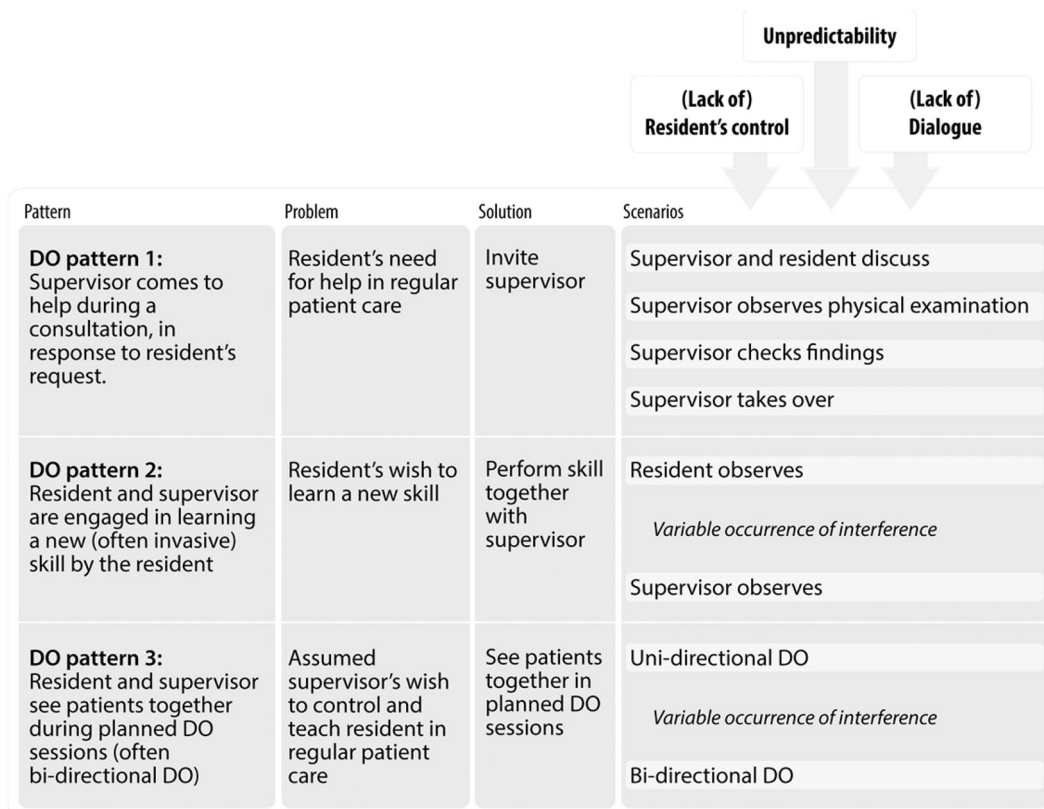 Unpredictability
(Lack of)
Resident's control
(Lack of)
Dialogue
Pattern
Problem
Solution
Scenarios
DO pattern 1:
Supervisor comes to
help during a
consultation, in
response to resident's
request.
Resident's need
for help in regular
patient care
Invite
supervisor
Supervisor and resident discuss
Supervisor observes physical examination
Supervisor checks findings
Supervisor takes over
DO pattern 2:
Resident and supervisor
are engaged in learning
a new (often invasive)
skill by the resident
Resident's wish to
learn a new skill
Perform skill
together
with
supervisor
Resident observes
Variable occurrence of interference
Supervisor observes
DO pattern 3:
Resident and supervisor
see patients together
during planned DO
sessions (often
bi-directional DO)
Assumed
supervisor's wish
to control and
teach resident in
regular patient
care
See patients
together in
planned DO
sessions
Uni-directional DO
Variable occurrence of interference
Bi-directional DO